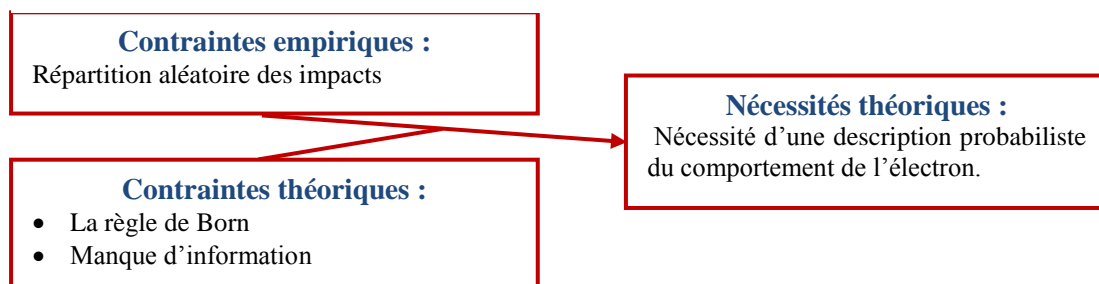 Contraintes empiriques :
Répartition aléatoire des impacts
Contraintes théoriques :
• La règle de Born
• Manque d’information
Nécessités théoriques :
Nécessité d’une description probabiliste
du comportement de l’électron.